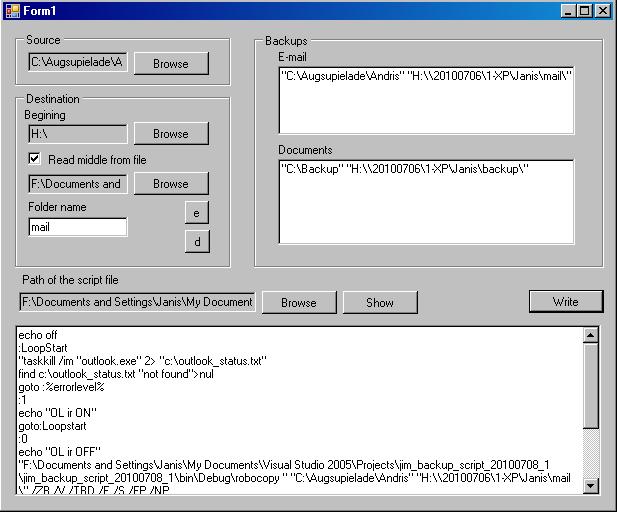 Form1
Source
C:\Augsupielade\A
Browse
Destination
Begining
H:\
Browse
Read middle from file
F:\Documents and
Browse
Folder name
mail
e
d
Backups
E-mail
"C:\Augsupielade\Andris" "H:\\20100706\1-XP\Janis\mail\"
Documents
"C:\Backup" "H:\\20100706\1-XP\Janis\backup\"
Path of the script file
F:\Documents and Settings\Janis\My Document
Browse
Show
Write
echo off
:LoopStart
"taskkill /im "outlook.exe" 2> "c:\outlook_status.txt"
find c:\outlook_status.txt "not found">nul
goto :%errorlevel%
:1
echo "OL ir ON"
goto:Loopstart
:0
echo "OL ir OFF"
"F:\Documents and Settings\Janis\My Documents\Visual Studio 2005\Projects\jim_backup_script_20100708_1
\jim_backup_script_20100708_1\bin\Debug\robocopy " "C:\Augsupielade\Andris" "H:\\20100706\1-XP\Janis\mail
\" /ZB /V /TBD /E /S /FP /NP